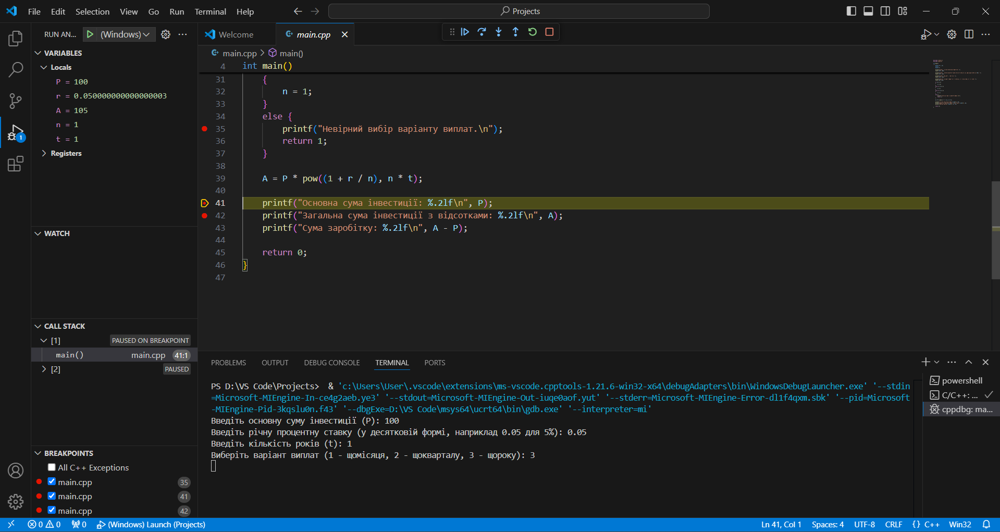 File Edit Selection View Go Run Terminal Help Projects
RUN AN... (Windows)
VARIABLES
Locals
P = 100
r = 0.050000000000000003
A = 105
n = 1
t = 1
Registers
WATCH
CALL STACK
[1] PAUSED ON BREAKPOINT
main() main.cpp 41:1
[2] PAUSED
BREAKPOINTS
All C++ Exceptions
main.cpp 35
main.cpp 41
main.cpp 42
Welcome main.cpp
main.cpp > main()
4 int main()
31 {
32 n = 1;
33 }
34 else {
35 printf("Невірний вибір варіанту виплат.\n");
36 return 1;
37 }
38
39 A = P * pow((1 + r / n), n * t);
40
41 printf("Основна сума інвестиції: %.2lf\n", P);
42 printf("Загальна сума інвестиції з відсотками: %.2lf\n", A);
43 printf("Сума заробітку: %.2lf\n", A - P);
44
45 return 0;
46 }
47
PROBLEMS OUTPUT DEBUG CONSOLE TERMINAL PORTS
PS D:\VS Code\Projects> & 'c:\Users\User\.vscode\extensions\ms-vscode.cpptools-1.21.6-win32-x64\debugAdapters\bin\WindowsDebugLauncher.exe' '--stdin
=Microsoft-MIEngine-In-ce4g2aeb.ye3' '--stdout=Microsoft-MIEngine-Out-iuqe0aof.yut' '--stderr=Microsoft-MIEngine-Error-dl1f4qxm.sbk' '--pid=Microsoft
-MIEngine-Pid-3kqslu0n.f43' '--dbgExe=D:\VS Code\msys64\ucrt64\bin\gdb.exe' '--interpreter=mi'
Введіть основну суму інвестиції (P): 100
Введіть річну процентну ставку (у десятковій формі, наприклад 0.05 для 5%): 0.05
Введіть кількість років (t): 1
Виберіть варіант виплат (1 - щомісяця, 2 - щокварталу, 3 - щороку): 3
powershell
C/C++: ...
cppdbg: ma...
1
0 0 0 (Windows) Launch (Projects) Ln 41, Col 1 Spaces: 4 UTF-8 CRLF {} C++ Win32